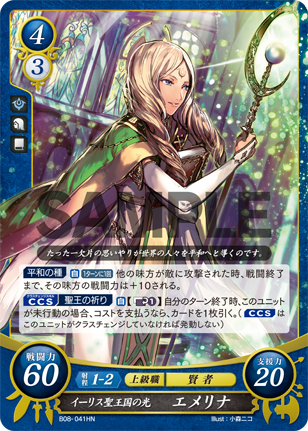 4
3
SAMPLE
たった一欠片の思いやりが世界の人々を平和へと導くのです。
平和の種 自 1ターンに1回 他の味方が敵に攻撃された時、戦闘終了
まで、その味方の戦闘力は＋10される。
CCS 聖王の祈り 自 【1】自分のターン終了時、このユニット
が未行動の場合、コストを支払うなら、カードを1枚引く。（CCS は
このユニットがクラスチェンジしていなければ発動しない）
戦闘力 60
射程 1-2 上級職 賢者
支援力 20
イーリス聖王国の光 エメリナ
B08-041HN Illust：小森ニコ